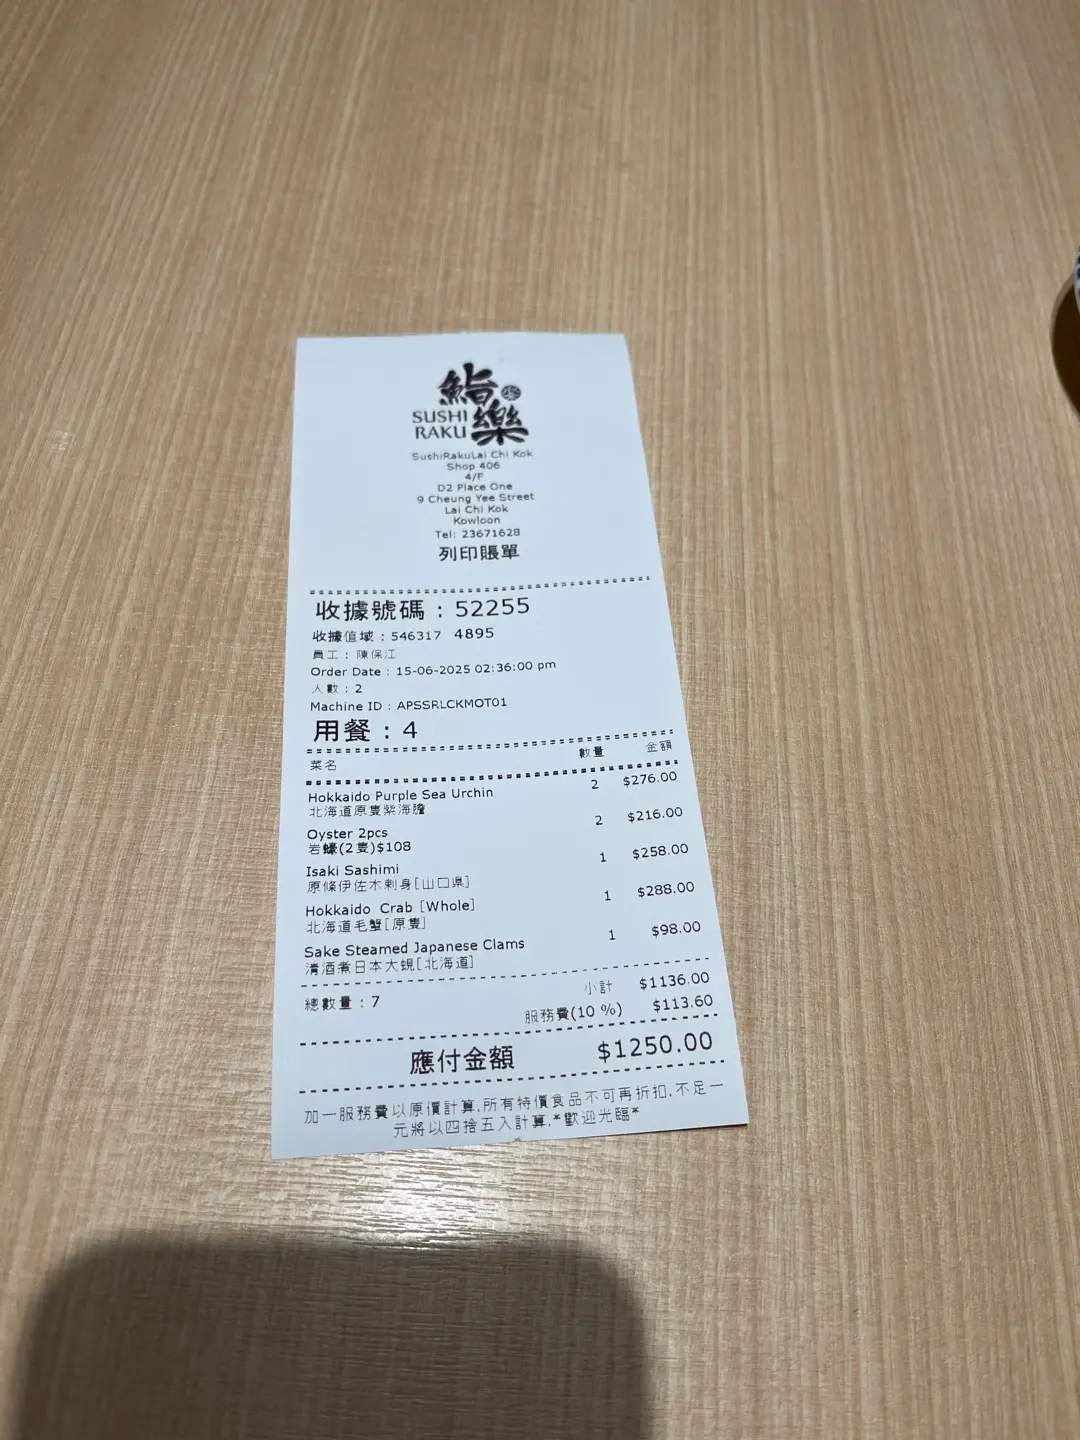 鮨樂
SUSHI
RAKU
SushiRakuLai Chi Kok
Shop 406
4/F
D2 Place One
9 Cheung Yee Street
Lai Chi Kok
Kowloon
Tel: 23671628
列印賬單
收據號碼 : 52255
收據值域 : 546317 4895
員工 : 陳保江
Order Date : 15-06-2025 02:36:00 pm
人數 : 2
Machine ID : APSSRLCKMOT01
用餐 : 4
菜名 數量 金額
Hokkaido Purple Sea Urchin 2 $276.00
北海道原隻紫海膽
Oyster 2pcs 2 $216.00
岩蠔(2隻)$108
Isaki Sashimi 1 $258.00
原條伊佐木刺身[山口県]
Hokkaido Crab [Whole] 1 $288.00
北海道毛蟹[原隻]
Sake Steamed Japanese Clams 1 $98.00
清酒煮日本大蜆[北海道]
總數量 : 7 小計 $1136.00
服務費(10 %) $113.60
應付金額 $1250.00
加一服務費以原價計算,所有特價食品不可再折扣,不足一
元將以四捨五入計算,*歡迎光臨*